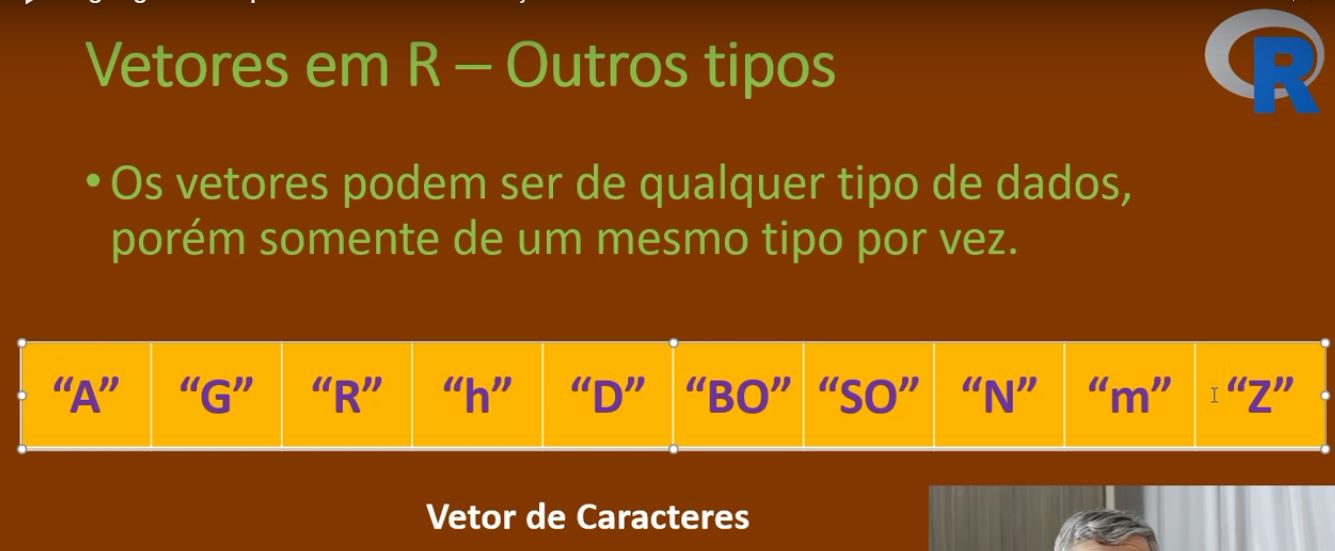 Vetores em R – Outros tipos
R
• Os vetores podem ser de qualquer tipo de dados,
porém somente de um mesmo tipo por vez.
“A” “G” “R” “h” “D” “BO” “SO” “N” “m” “Z”
Vetor de Caracteres